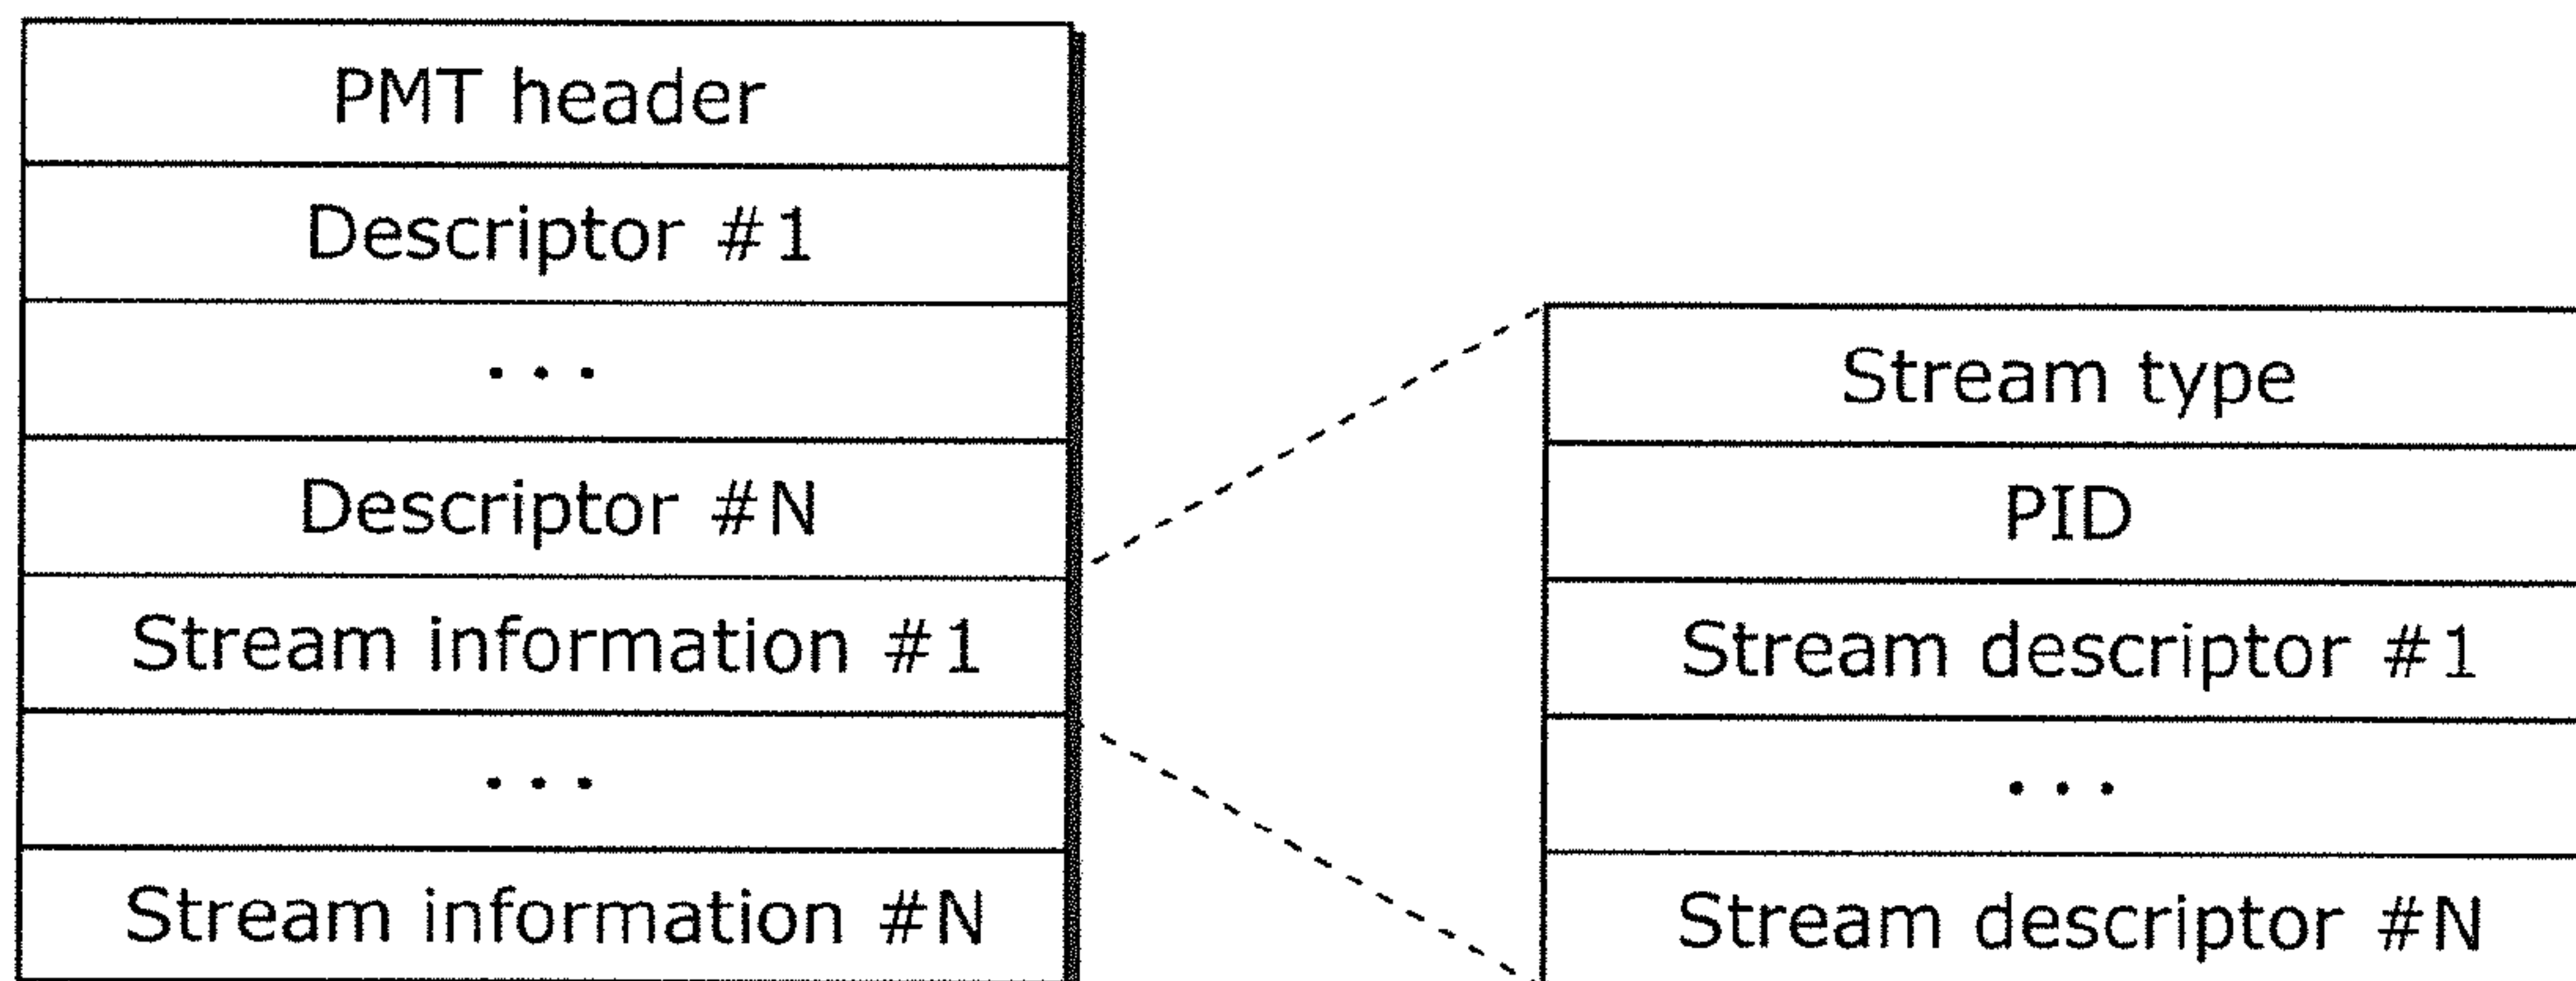 PMT header
Descriptor #1
...
Descriptor #N
Stream information #1
...
Stream information #N
Stream type
PID
Stream descriptor #1
...
Stream descriptor #N